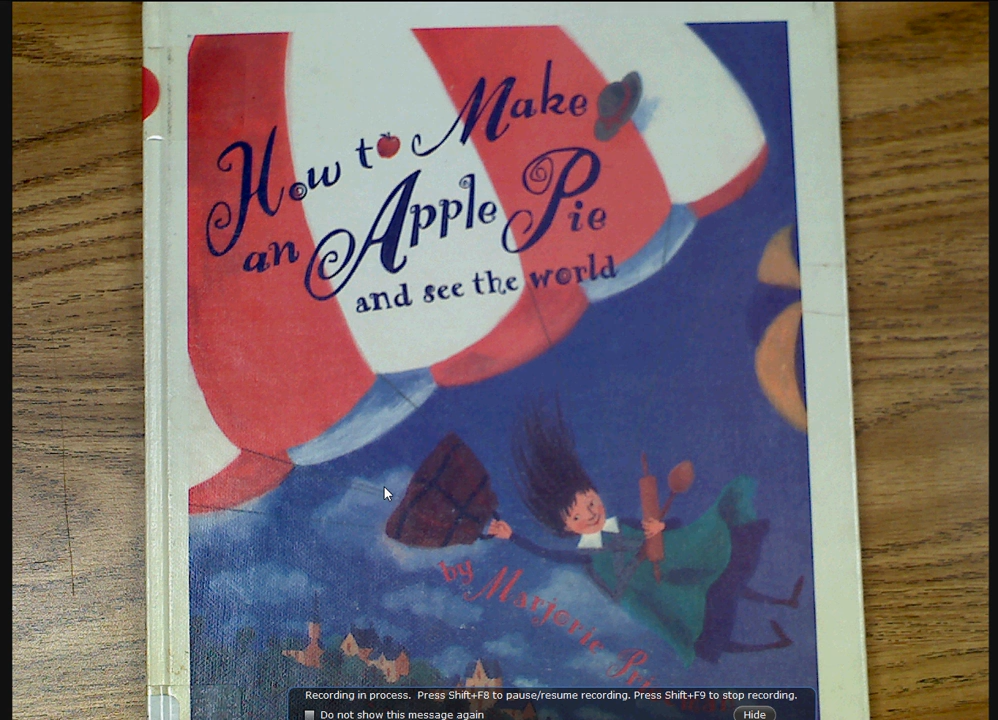 How to Make
an Apple Pie
and see the world
by Marjorie
Recording in process. Press Shift+F8 to pause/resume recording. Press Shift+F9 to stop recording.
Do not show this message again
Hide